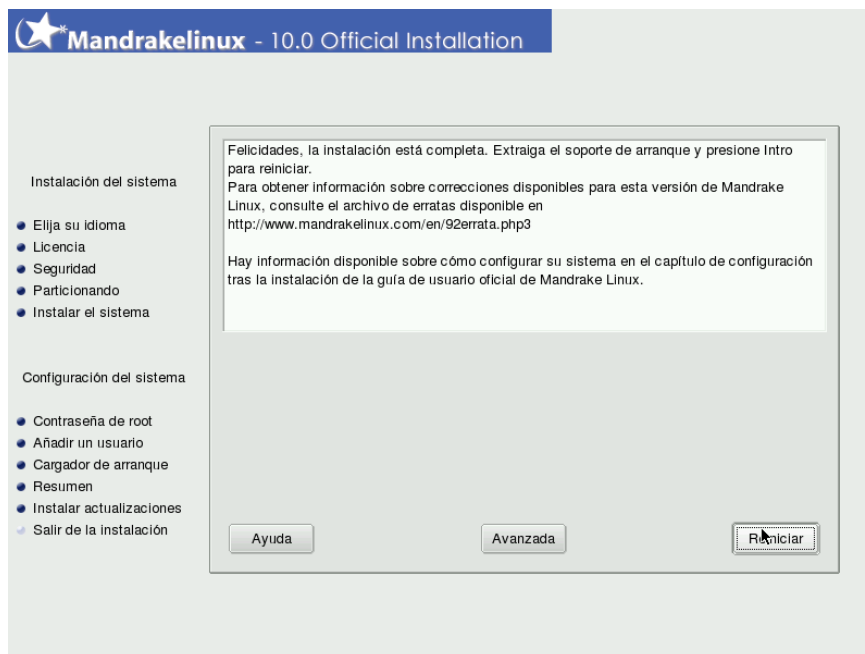 Mandrakelinux - 10.0 Official Installation
Instalación del sistema
Elija su idioma
Licencia
Seguridad
Particionando
Instalar el sistema
Configuración del sistema
Contraseña de root
Añadir un usuario
Cargador de arranque
Resumen
Instalar actualizaciones
Salir de la instalación
Felicidades, la instalación está completa. Extraiga el soporte de arranque y presione Intro
para reiniciar.
Para obtener información sobre correcciones disponibles para esta versión de Mandrake
Linux, consulte el archivo de erratas disponible en
http://www.mandrakelinux.com/en/92errata.php3
Hay información disponible sobre cómo configurar su sistema en el capítulo de configuración
tras la instalación de la guía de usuario oficial de Mandrake Linux.
Ayuda
Avanzada
Reiniciar